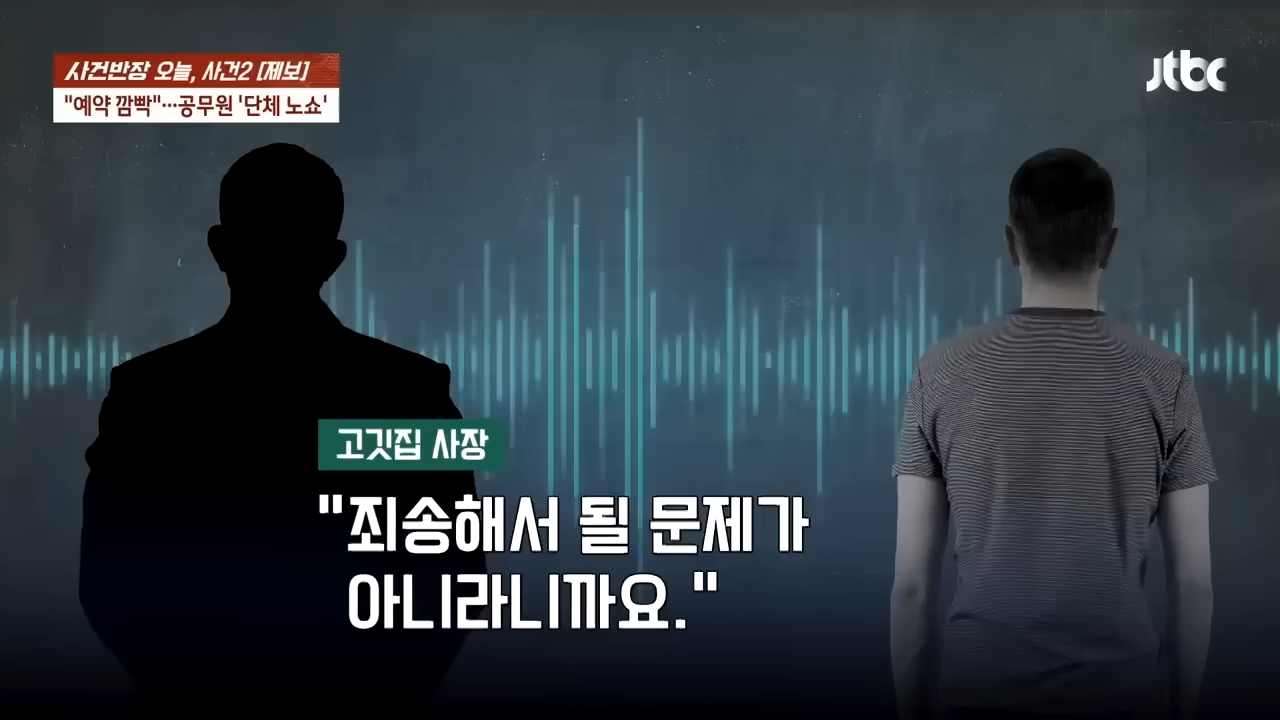 사건반장 오늘, 사건2 [제보]
"예약 깜빡"…공무원 '단체 노쇼'
jtbc
고깃집 사장
"죄송해서 될 문제가
아니라니까요."